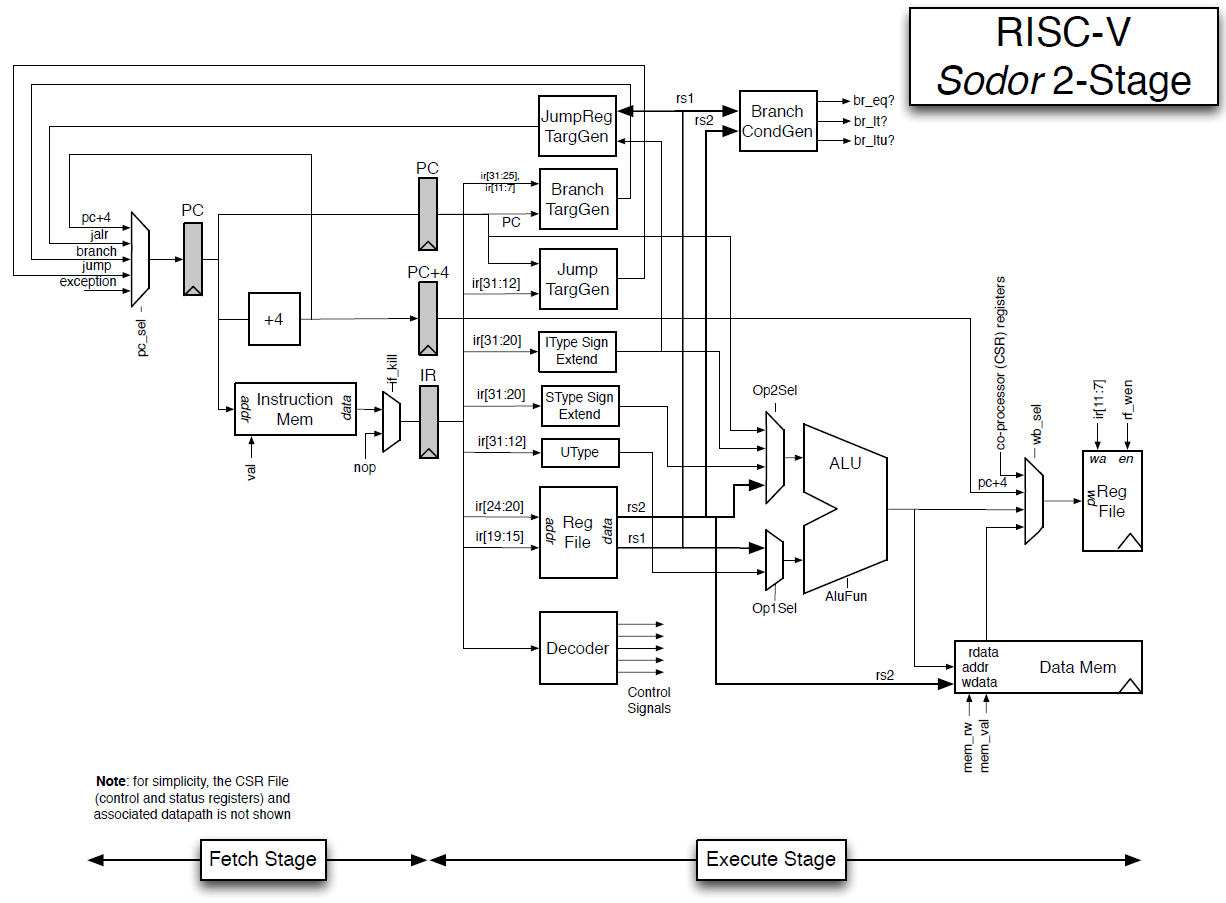 RISC-V
Sodor 2-Stage
rs1
rs2
JumpReg
TargGen
Branch
CondGen
br_eq?
br_lt?
br_ltu?
PC
ir[31:25],
ir[11:7]
Branch
TargGen
PC
PC
pc+4
jalr
branch
jump
exception
pc_sel
PC+4
ir[31:12]
Jump
TargGen
+4
ir[31:20]
IType Sign
Extend
if_kill
IR
Instruction
Mem
addr
data
val
nop
ir[31:20]
SType Sign
Extend
ir[31:12]
UType
Op2Sel
ALU
co-processor (CSR) registers
wb_sel
pc+4
ir[11:7]
rf_wen
wa en
wd
Reg
File
ir[24:20]
ir[19:15]
addr
Reg
File
data
rs2
rs1
Op1Sel
AluFun
Decoder
Control
Signals
rs2
rdata
addr
wdata
Data Mem
mem_rw
mem_val
Note: for simplicity, the CSR File
(control and status registers) and
associated datapath is not shown
Fetch Stage
Execute Stage